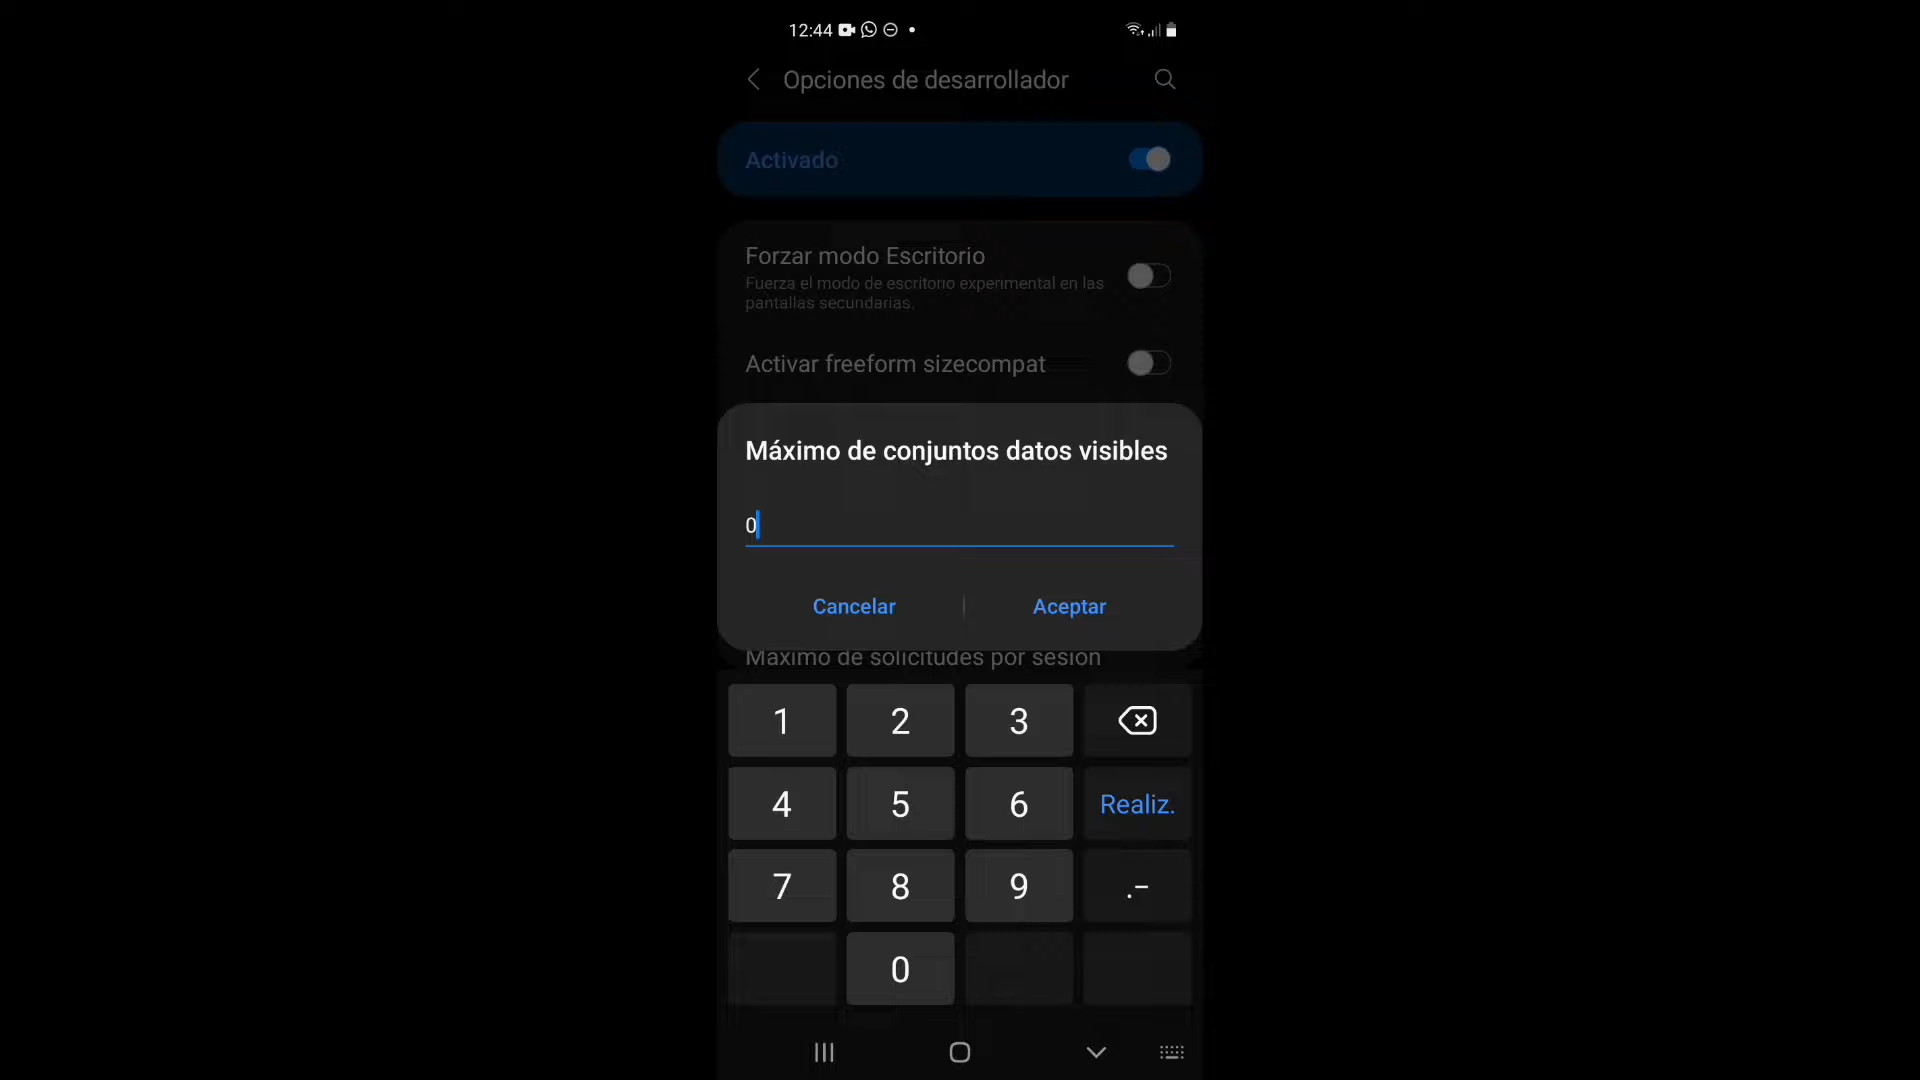 12:44
Opciones de desarrollador
Activado
Forzar modo Escritorio
Fuerza el modo de escritorio experimental en las
pantallas secundarias.
Activar freeform sizecompat
Máximo de conjuntos datos visibles
0
Cancelar
Aceptar
Máximo de solicitudes por sesión
1
2
3
4
5
6
Realiz.
7
8
9
.-
0